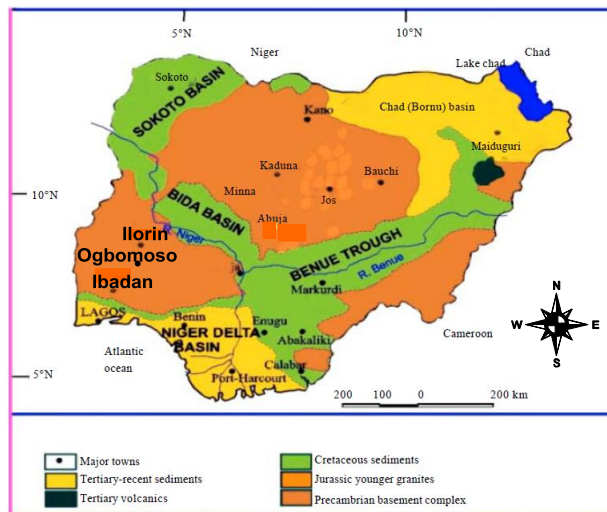 5°N
10°N
Niger
Lake chad
Chad
Sokoto
SOKOTO BASIN
Kano
Chad (Bornu) basin
Maiduguri
Kaduna
Bauchi
10°N
Minna
Jos
BIDA BASIN
Abuja
Ilorin
R. Niger
Ogbomoso
BENUE TROUGH
R. Benue
Ibadan
Markurdi
N
LAGOS
Benin
Enugu
W
E
NIGER DELTA
BASIN
Abakaliki
Cameroon
Atlantic
ocean
S
Calabar
5°N
Port-Harcourt
200 100 0 200 km
Major towns
Tertiary-recent sediments
Tertiary volcanics
Cretaceous sediments
Jurassic younger granites
Precambrian basement complex